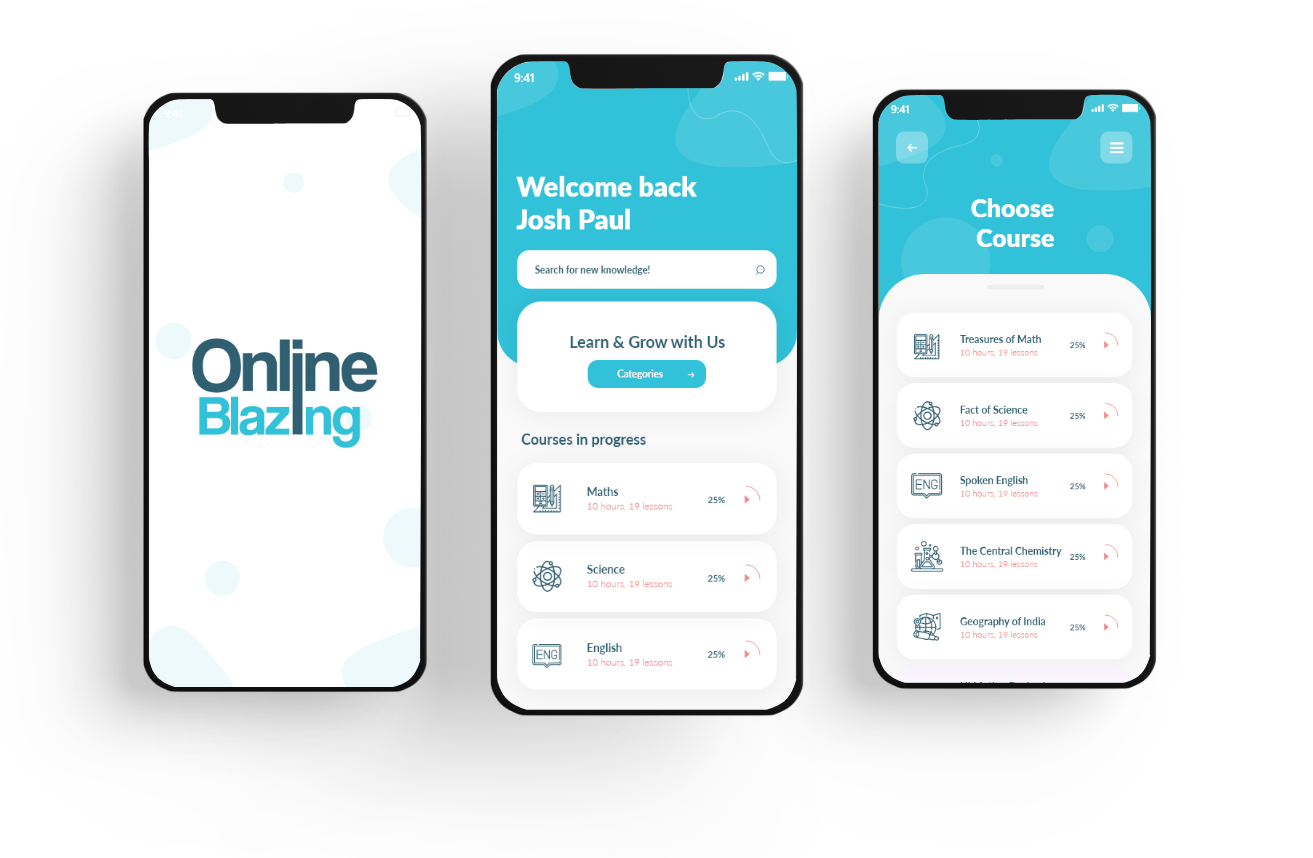 Online
Blazing
9:41
Welcome back
Josh Paul
Search for new knowledge!
Learn & Grow with Us
Categories
Courses in progress
Maths
10 hours, 19 lessons
25%
Science
10 hours, 19 lessons
25%
ENG
English
10 hours, 19 lessons
25%
9:41
Choose
Course
Treasures of Math
10 hours, 19 lessons
25%
Fact of Science
10 hours, 19 lessons
25%
ENG
Spoken English
10 hours, 19 lessons
25%
The Central Chemistry
10 hours, 19 lessons
25%
Geography of India
10 hours, 19 lessons
25%